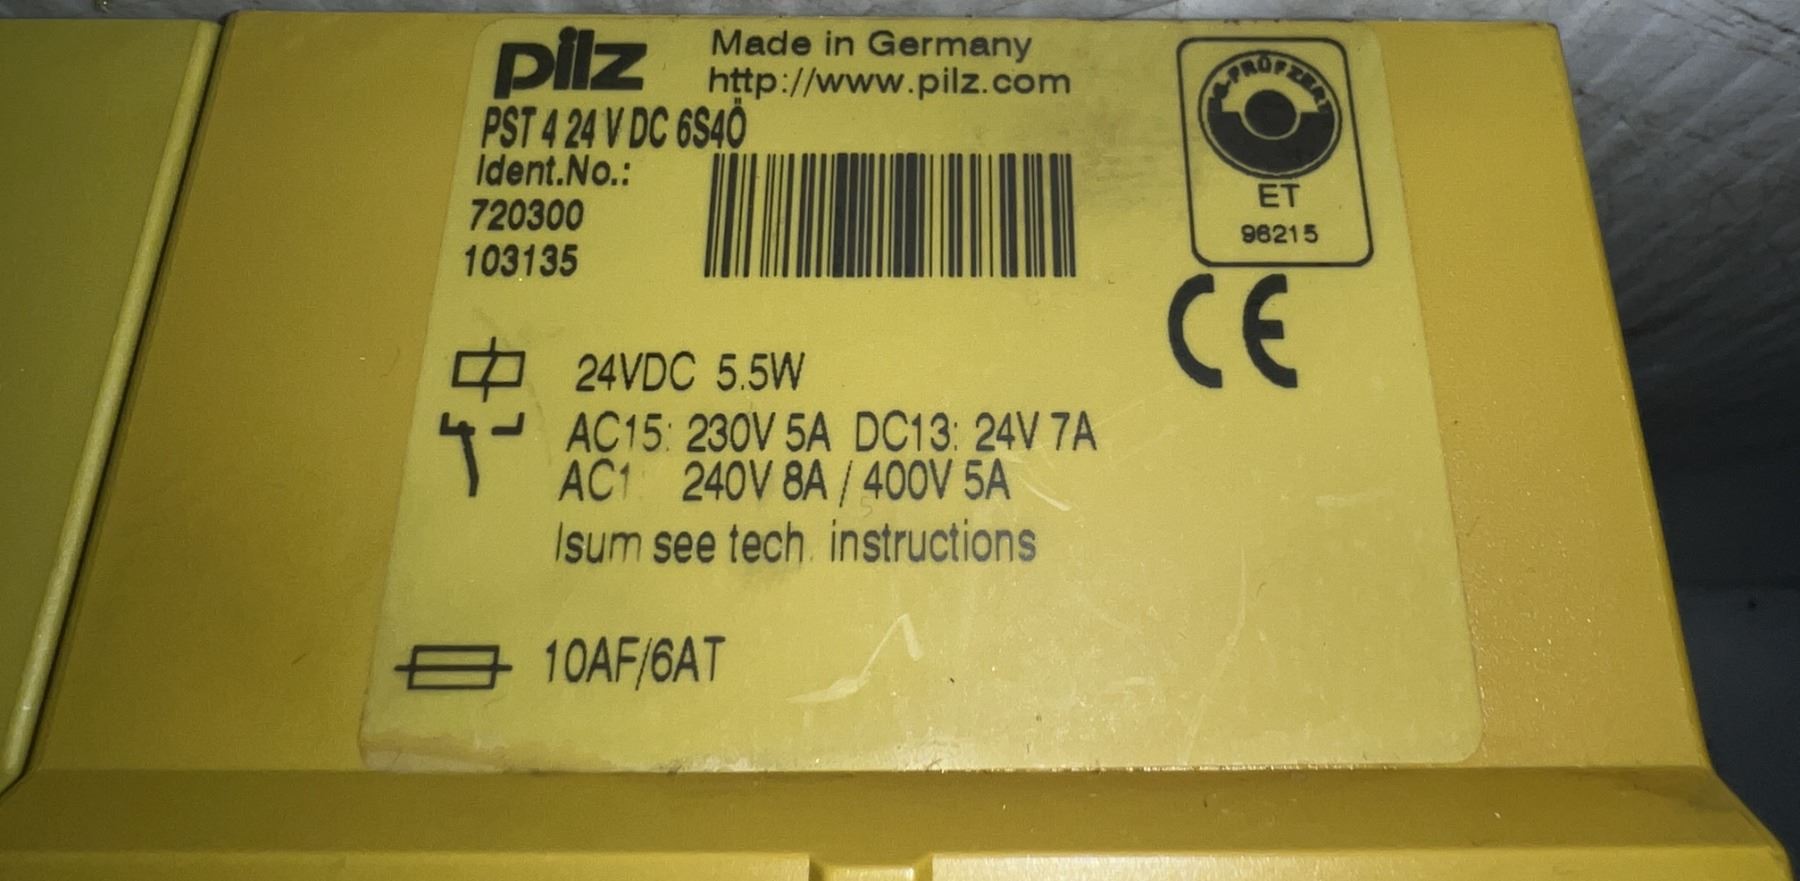 pilz
Made in Germany
http://www.pilz.com
PST 4 24 V DC 6S4Ö
Ident.No.:
720300
103135
ET
96215
CE
24VDC 5.5W
AC15: 230V 5A DC13: 24V 7A
AC1 240V 8A / 400V 5A
Isum see tech. instructions
10AF/6AT